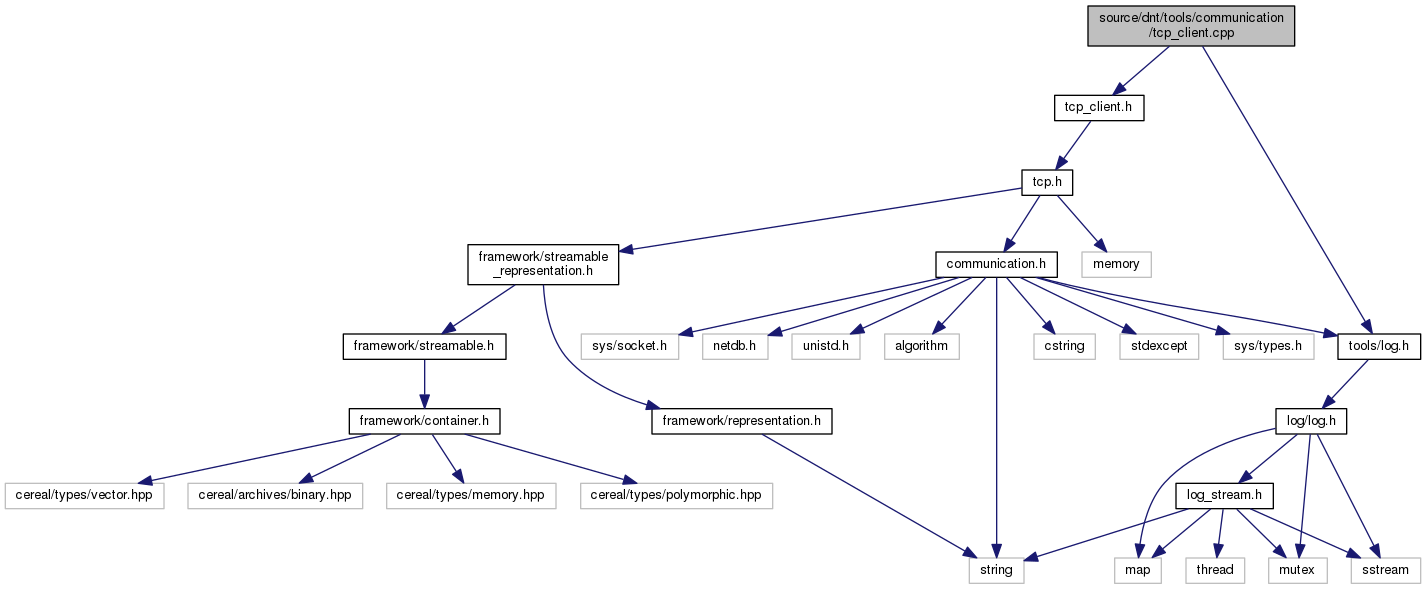 source/dnt/tools/communication
/tcp_client.cpp
tcp_client.h
tcp.h
framework/streamable
_representation.h
communication.h
memory
framework/streamable.h
sys/socket.h
netdb.h
unistd.h
algorithm
cstring
stdexcept
sys/types.h
tools/log.h
framework/container.h
framework/representation.h
log/log.h
cereal/types/vector.hpp
cereal/archives/binary.hpp
cereal/types/memory.hpp
cereal/types/polymorphic.hpp
log_stream.h
string
map
thread
mutex
sstream